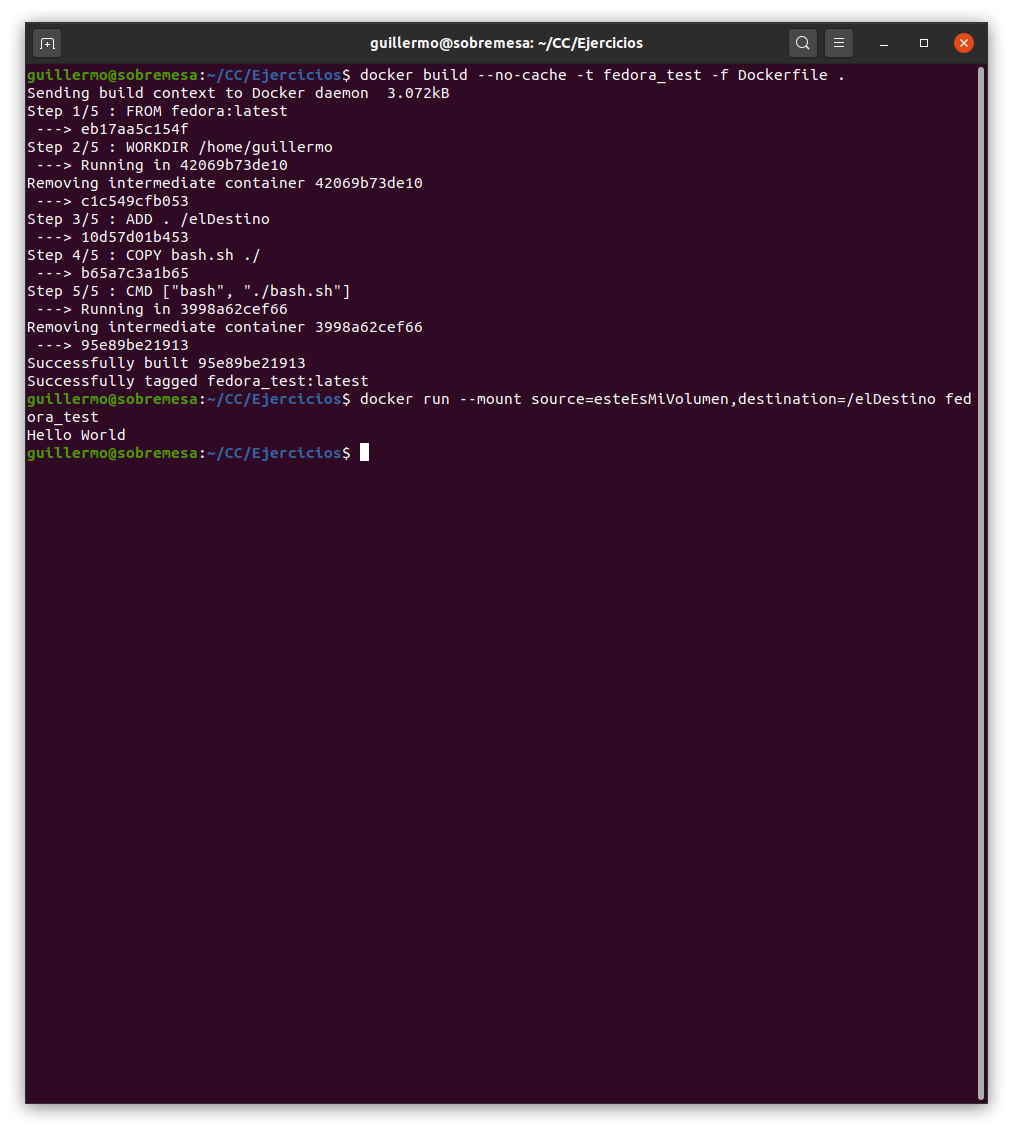 guillermo@sobremesa: ~/CC/Ejercicios
guillermo@sobremesa:~/CC/Ejercicios$ docker build --no-cache -t fedora_test -f Dockerfile .
Sending build context to Docker daemon  3.072kB
Step 1/5 : FROM fedora:latest
 ---> eb17aa5c154f
Step 2/5 : WORKDIR /home/guillermo
 ---> Running in 42069b73de10
Removing intermediate container 42069b73de10
 ---> c1c549cfb053
Step 3/5 : ADD . /elDestino
 ---> 10d57d01b453
Step 4/5 : COPY bash.sh ./
 ---> b65a7c3a1b65
Step 5/5 : CMD ["bash", "./bash.sh"]
 ---> Running in 3998a62cef66
Removing intermediate container 3998a62cef66
 ---> 95e89be21913
Successfully built 95e89be21913
Successfully tagged fedora_test:latest
guillermo@sobremesa:~/CC/Ejercicios$ docker run --mount source=esteEsMiVolumen,destination=/elDestino fed
ora_test
Hello World
guillermo@sobremesa:~/CC/Ejercicios$